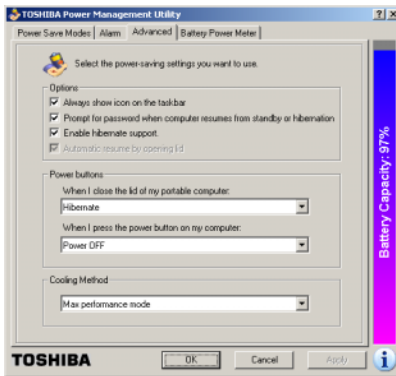 TOSHIBA Power Management Utility
Power Save Modes
Alarm
Advanced
Battery Power Meter
Select the power-saving settings you want to use.
Options
Always show icon on the taskbar
Prompt for password when computer resumes from standby or hibernation
Enable hibernate support.
Automatic resume by opening lid
Power buttons
When I close the lid of my portable computer:
Hibernate
When I press the power button on my computer:
Power OFF
Cooling Method
Max performance mode
Battery Capacity: 97%
TOSHIBA
OK
Cancel
Apply